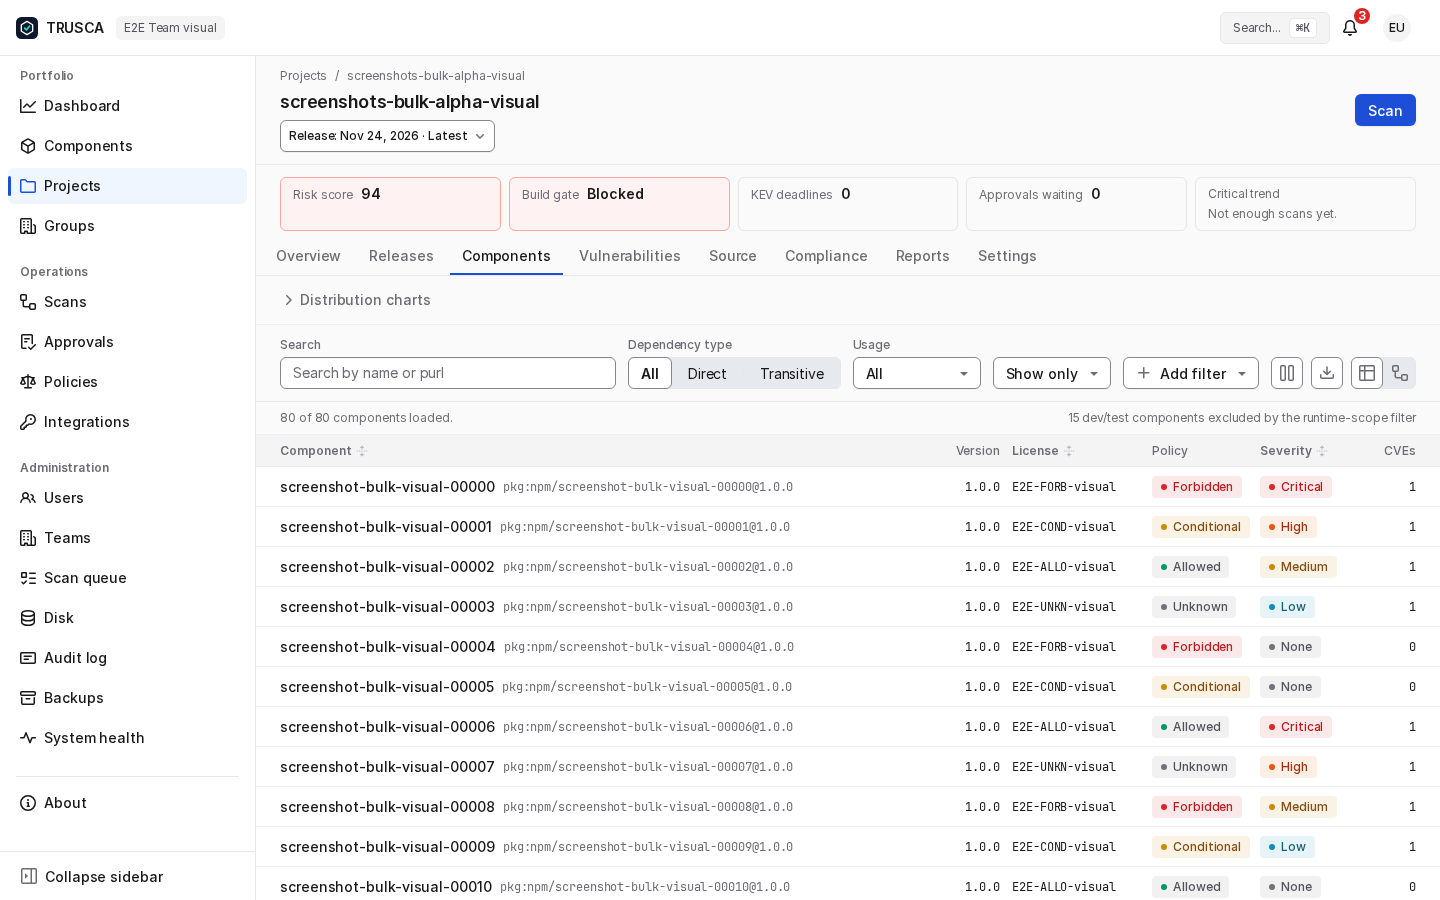 TRUSCA
E2E Team visual
Search...
⌘K
3
EU
Portfolio
Dashboard
Components
Projects
Groups
Operations
Scans
Approvals
Policies
Integrations
Administration
Users
Teams
Scan queue
Disk
Audit log
Backups
System health
About
Collapse sidebar
Projects / screenshots-bulk-alpha-visual
screenshots-bulk-alpha-visual
Release: Nov 24, 2026 · Latest
Scan
Risk score 94
Build gate Blocked
KEV deadlines 0
Approvals waiting 0
Critical trend
Not enough scans yet.
Overview Releases Components Vulnerabilities Source Compliance Reports Settings
Distribution charts
Search
Search by name or purl
Dependency type
All Direct Transitive
Usage
All
Show only
Add filter
80 of 80 components loaded.
15 dev/test components excluded by the runtime-scope filter
Component Version License Policy Severity CVEs
screenshot-bulk-visual-00000 pkg:npm/screenshot-bulk-visual-00000@1.0.0 1.0.0 E2E-FORB-visual Forbidden Critical 1
screenshot-bulk-visual-00001 pkg:npm/screenshot-bulk-visual-00001@1.0.0 1.0.0 E2E-COND-visual Conditional High 1
screenshot-bulk-visual-00002 pkg:npm/screenshot-bulk-visual-00002@1.0.0 1.0.0 E2E-ALLO-visual Allowed Medium 1
screenshot-bulk-visual-00003 pkg:npm/screenshot-bulk-visual-00003@1.0.0 1.0.0 E2E-UNKN-visual Unknown Low 1
screenshot-bulk-visual-00004 pkg:npm/screenshot-bulk-visual-00004@1.0.0 1.0.0 E2E-FORB-visual Forbidden None 0
screenshot-bulk-visual-00005 pkg:npm/screenshot-bulk-visual-00005@1.0.0 1.0.0 E2E-COND-visual Conditional None 0
screenshot-bulk-visual-00006 pkg:npm/screenshot-bulk-visual-00006@1.0.0 1.0.0 E2E-ALLO-visual Allowed Critical 1
screenshot-bulk-visual-00007 pkg:npm/screenshot-bulk-visual-00007@1.0.0 1.0.0 E2E-UNKN-visual Unknown High 1
screenshot-bulk-visual-00008 pkg:npm/screenshot-bulk-visual-00008@1.0.0 1.0.0 E2E-FORB-visual Forbidden Medium 1
screenshot-bulk-visual-00009 pkg:npm/screenshot-bulk-visual-00009@1.0.0 1.0.0 E2E-COND-visual Conditional Low 1
screenshot-bulk-visual-00010 pkg:npm/screenshot-bulk-visual-00010@1.0.0 1.0.0 E2E-ALLO-visual Allowed None 0